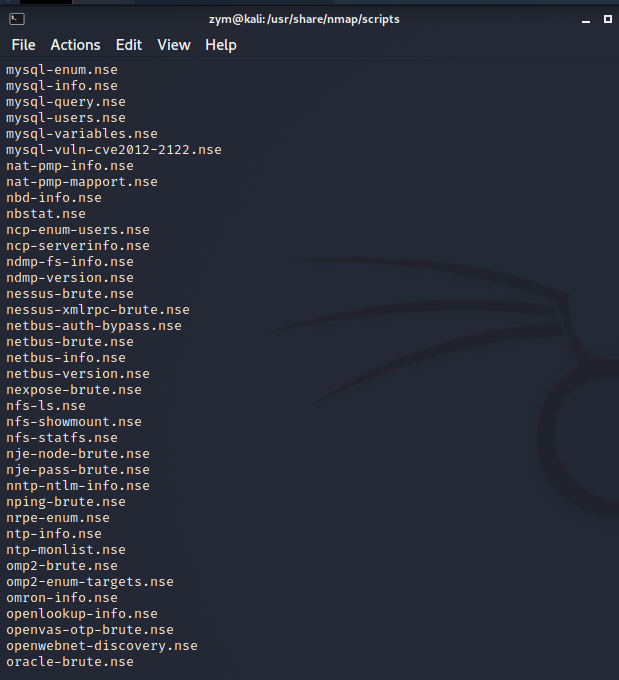 zym@kali: /usr/share/nmap/scripts
File Actions Edit View Help
mysql-enum.nse
mysql-info.nse
mysql-query.nse
mysql-users.nse
mysql-variables.nse
mysql-vuln-cve2012-2122.nse
nat-pmp-info.nse
nat-pmp-mapport.nse
nbd-info.nse
nbstat.nse
ncp-enum-users.nse
ncp-serverinfo.nse
ndmp-fs-info.nse
ndmp-version.nse
nessus-brute.nse
nessus-xmlrpc-brute.nse
netbus-auth-bypass.nse
netbus-brute.nse
netbus-info.nse
netbus-version.nse
nexpose-brute.nse
nfs-ls.nse
nfs-showmount.nse
nfs-statfs.nse
nje-node-brute.nse
nje-pass-brute.nse
nntp-ntlm-info.nse
nping-brute.nse
nrpe-enum.nse
ntp-info.nse
ntp-monlist.nse
omp2-brute.nse
omp2-enum-targets.nse
omron-info.nse
openlookup-info.nse
openvas-otp-brute.nse
openwebnet-discovery.nse
oracle-brute.nse